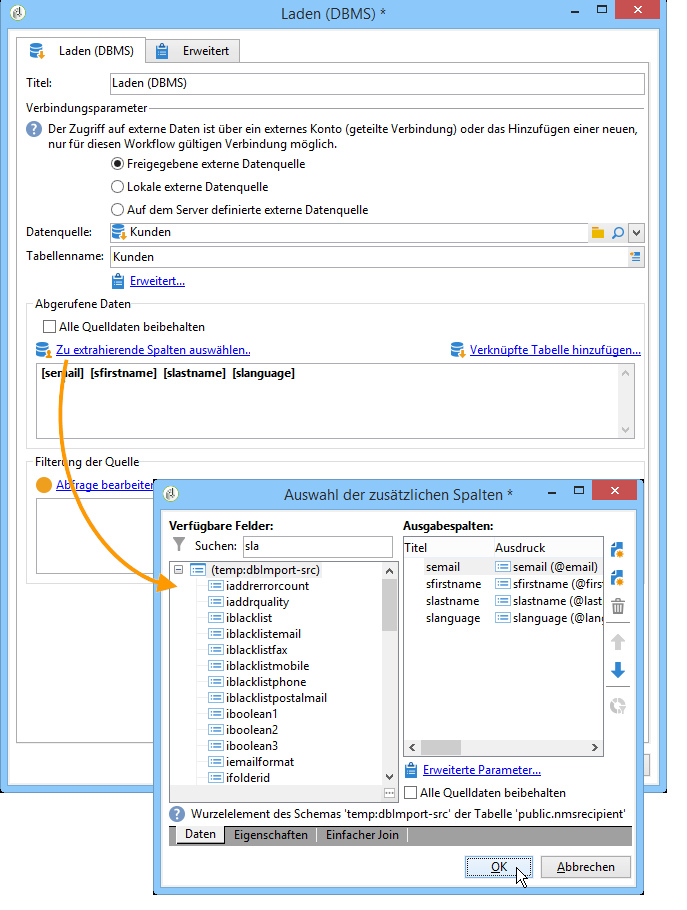 Laden (DBMS) *
Laden (DBMS) Erweitert
Titel: Laden (DBMS)
Verbindungsparameter
Der Zugriff auf externe Daten ist über ein externes Konto (geteilte Verbindung) oder das Hinzufügen einer neuen,
nur für diesen Workflow gültigen Verbindung möglich.
Freigegebene externe Datenquelle
Lokale externe Datenquelle
Auf dem Server definierte externe Datenquelle
Datenquelle: Kunden
Tabellenname: Kunden
Erweitert...
Abgerufene Daten
Alle Quelldaten beibehalten
Zu extrahierende Spalten auswählen.. Verknüpfte Tabelle hinzufügen...
[semail] [sfirstname] [slastname] [slanguage]
Filterung der Quelle
Abfrage bearbeiten
Auswahl der zusätzlichen Spalten *
Verfügbare Felder: Ausgabespalten:
Suchen: sla
Titel Ausdruck
(temp:dbImport-src)
iaddrerrorcount
iaddrquality
iblacklist
iblacklistemail
iblacklistfax
iblacklistmobile
iblacklistphone
iblacklistpostalmail
iboolean1
iboolean2
iboolean3
iemailformat
ifolderid
semail semail (@email)
sfirstname sfirstname (@firs
slastname slastname (@last
slanguage slanguage (@lang
Erweiterte Parameter...
Alle Quelldaten beibehalten
Wurzelelement des Schemas 'temp:dbImport-src' der Tabelle 'public.nmsrecipient'
Daten Eigenschaften Einfacher Join
OK Abbrechen